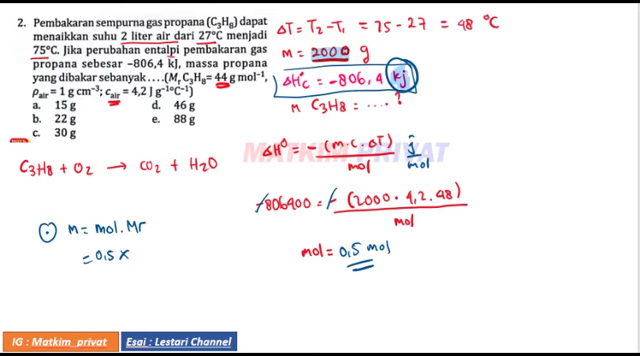 2. Pembakaran sempurna gas propana (C₃H₈) dapat
menaikkan suhu 2 liter air dari 27°C menjadi
75°C. Jika perubahan entalpi pembakaran gas
propana sebesar -806,4 kJ, massa propana
yang dibakar sebanyak .... (Mᵣ C₃H₈= 44 g mol⁻¹,
ρair = 1 g cm⁻³; cair = 4,2 J g⁻¹°C⁻¹)
a. 15 g
b. 22 g
c. 30 g
d. 46 g
e. 88 g
C₃H₈ + O₂ → CO₂ + H₂O
m = mol. Mr
= 0,5 x
ΔT = T₂-T₁ = 75 - 27 = 48 °C
m = 2000 g
ΔH°c = -806,4 kj
m C₃H₈ = .... ?
MATKIM PRIVAT
ΔH° = -(m. c. ΔT) / mol j/mol
-806400 = -(2000. 4,2. 48) / mol
mol = 0,5 mol
IG : Matkim_privat
Esai : Lestari Channel